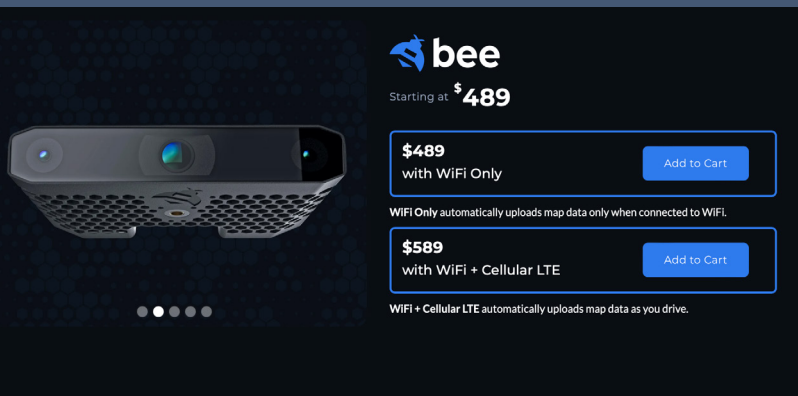 bee
Starting at $489
$489
with WiFi Only
Add to Cart
WiFi Only automatically uploads map data only when connected to WiFi.
$589
with WiFi + Cellular LTE
Add to Cart
WiFi + Cellular LTE automatically uploads map data as you drive.